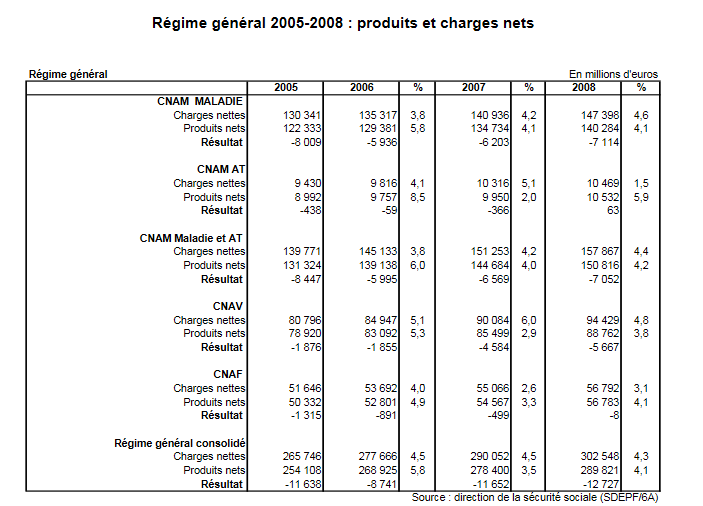 Régime général 2005-2008 : produits et charges nets
Régime général En millions d'euros
2005 2006 % 2007 % 2008 %
CNAM MALADIE
Charges nettes 130 341 135 317 3,8 140 936 4,2 147 398 4,6
Produits nets 122 333 129 381 5,8 134 734 4,1 140 284 4,1
Résultat -8 009 -5 936 -6 203 -7 114
CNAM AT
Charges nettes 9 430 9 816 4,1 10 316 5,1 10 469 1,5
Produits nets 8 992 9 757 8,5 9 950 2,0 10 532 5,9
Résultat -438 -59 -366 63
CNAM Maladie et AT
Charges nettes 139 771 145 133 3,8 151 253 4,2 157 867 4,4
Produits nets 131 324 139 138 6,0 144 684 4,0 150 816 4,2
Résultat -8 447 -5 995 -6 569 -7 052
CNAV
Charges nettes 80 796 84 947 5,1 90 084 6,0 94 429 4,8
Produits nets 78 920 83 092 5,3 85 499 2,9 88 762 3,8
Résultat -1 876 -1 855 -4 584 -5 667
CNAF
Charges nettes 51 646 53 692 4,0 55 066 2,6 56 792 3,1
Produits nets 50 332 52 801 4,9 54 567 3,3 56 783 4,1
Résultat -1 315 -891 -499 -8
Régime général consolidé
Charges nettes 265 746 277 666 4,5 290 052 4,5 302 548 4,3
Produits nets 254 108 268 925 5,8 278 400 3,5 289 821 4,1
Résultat -11 638 -8 741 -11 652 -12 727
Source : direction de la sécurité sociale (SDEPF/6A)